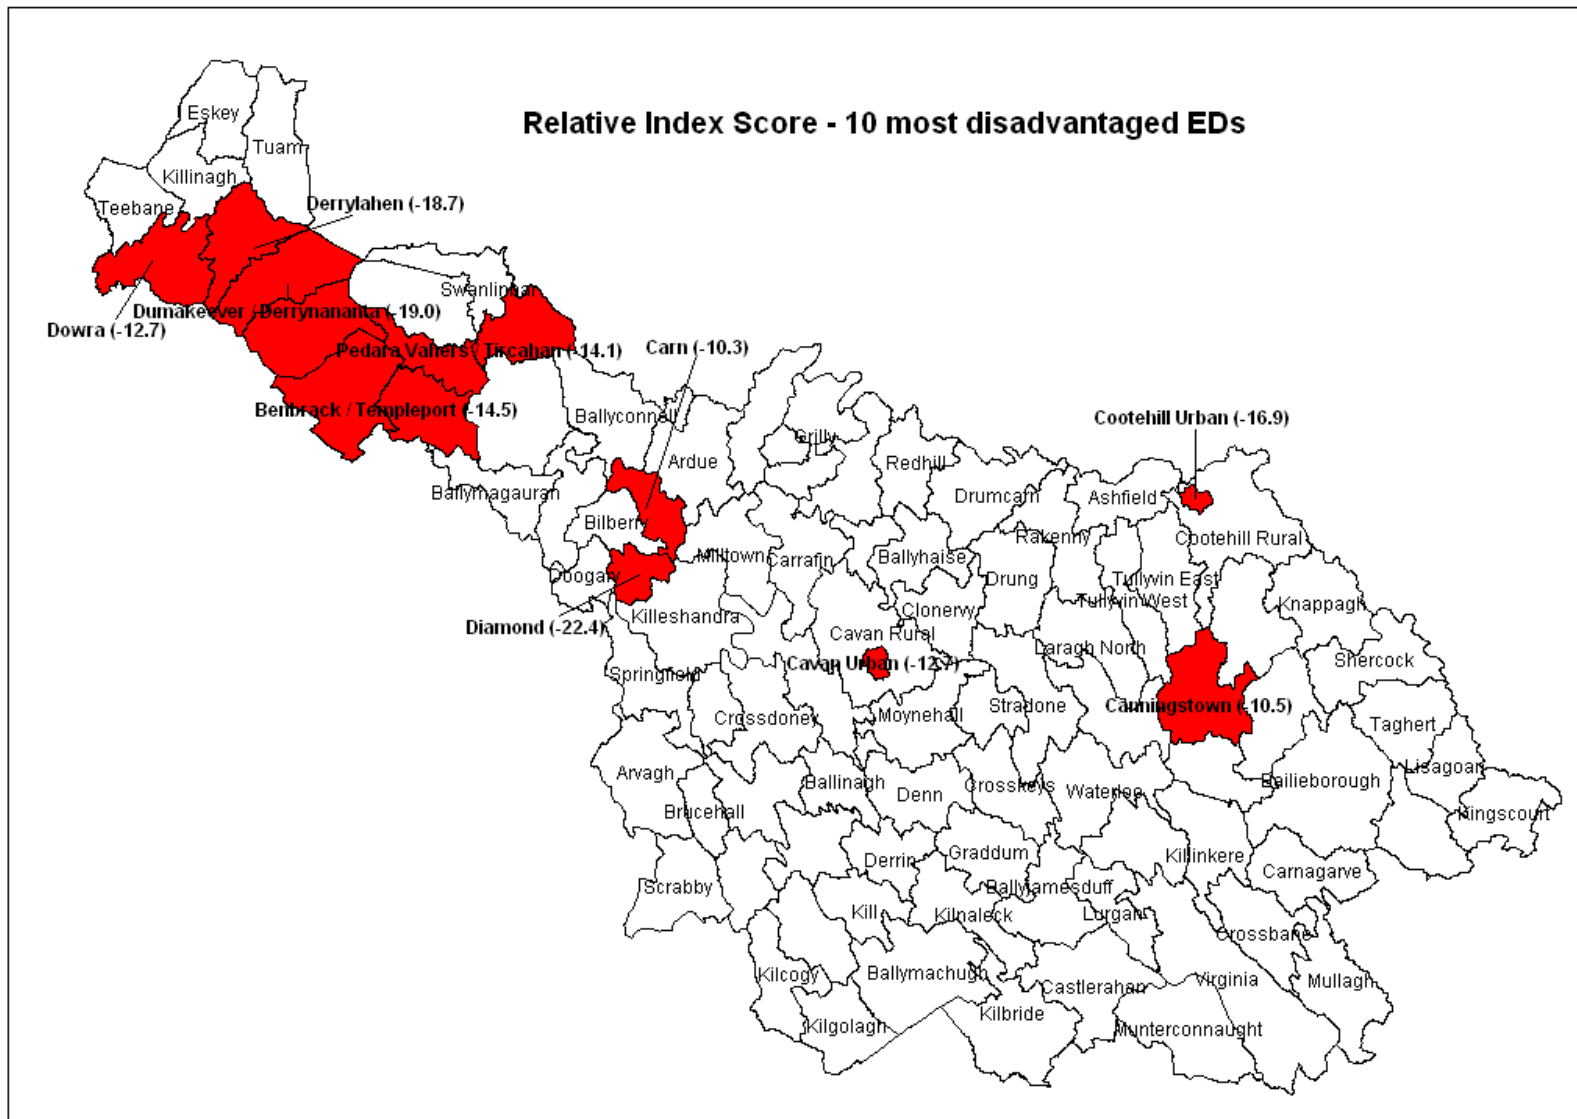 Relative Index Score - 10 most disadvantaged EDs
Eskey
Tuam
Killinagh
Teebane
Derrylahen (-18.7)
Swanlinbar
Dumakeever / Derrynananta (-19.0)
Dowra (-12.7)
Pedara Vohers / Tircahan (-14.1)
Carn (-10.3)
Benbrack / Templeport (-14.5)
Ballyconnell
Cootehill Urban (-16.9)
Grilly
Ardue
Redhill
Ballymagauran
Drumcarn
Ashfield
Bilberry
Rakenny
Cootehill Rural
Milltown
Carrafin
Ballyhaise
Doogary
Drung
Tullyvin East
Knappagh
Tullyvin West
Killeshandra
Clonervy
Diamond (-22.4)
Cavan Rural
Laragh North
Cavan Urban (-12.7)
Shercock
Springfield
Stradone
Canningstown (-10.5)
Crossdoney
Moynehall
Taghert
Arvagh
Lisagoan
Ballinagh
Denn
Crosskeys
Waterloo
Bailieborough
Brucehall
Kingscourt
Derrin
Graddum
Killinkere
Carnagarve
Scrabby
Ballyjamesduff
Kill
Kilnaleck
Lurgan
Crossbane
Kilcogy
Ballymachugh
Castlerahan
Virginia
Mullagh
Kilgolagh
Kilbride
Munterconnaught